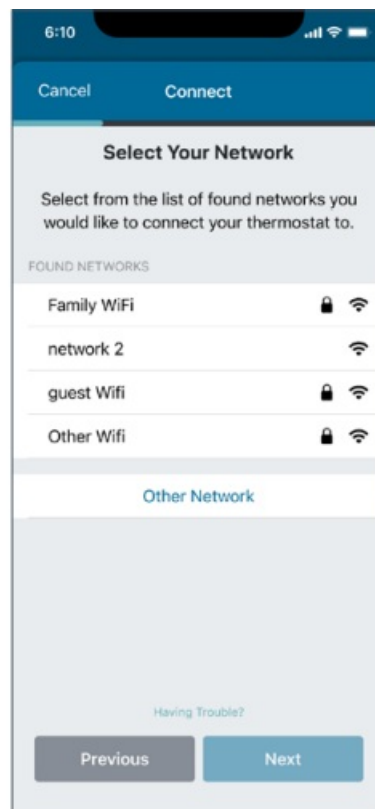 6:10
Cancel Connect
Select Your Network
Select from the list of found networks you
would like to connect your thermostat to.
FOUND NETWORKS
Family WiFi
network 2
guest Wifi
Other Wifi
Other Network
Having Trouble?
Previous Next